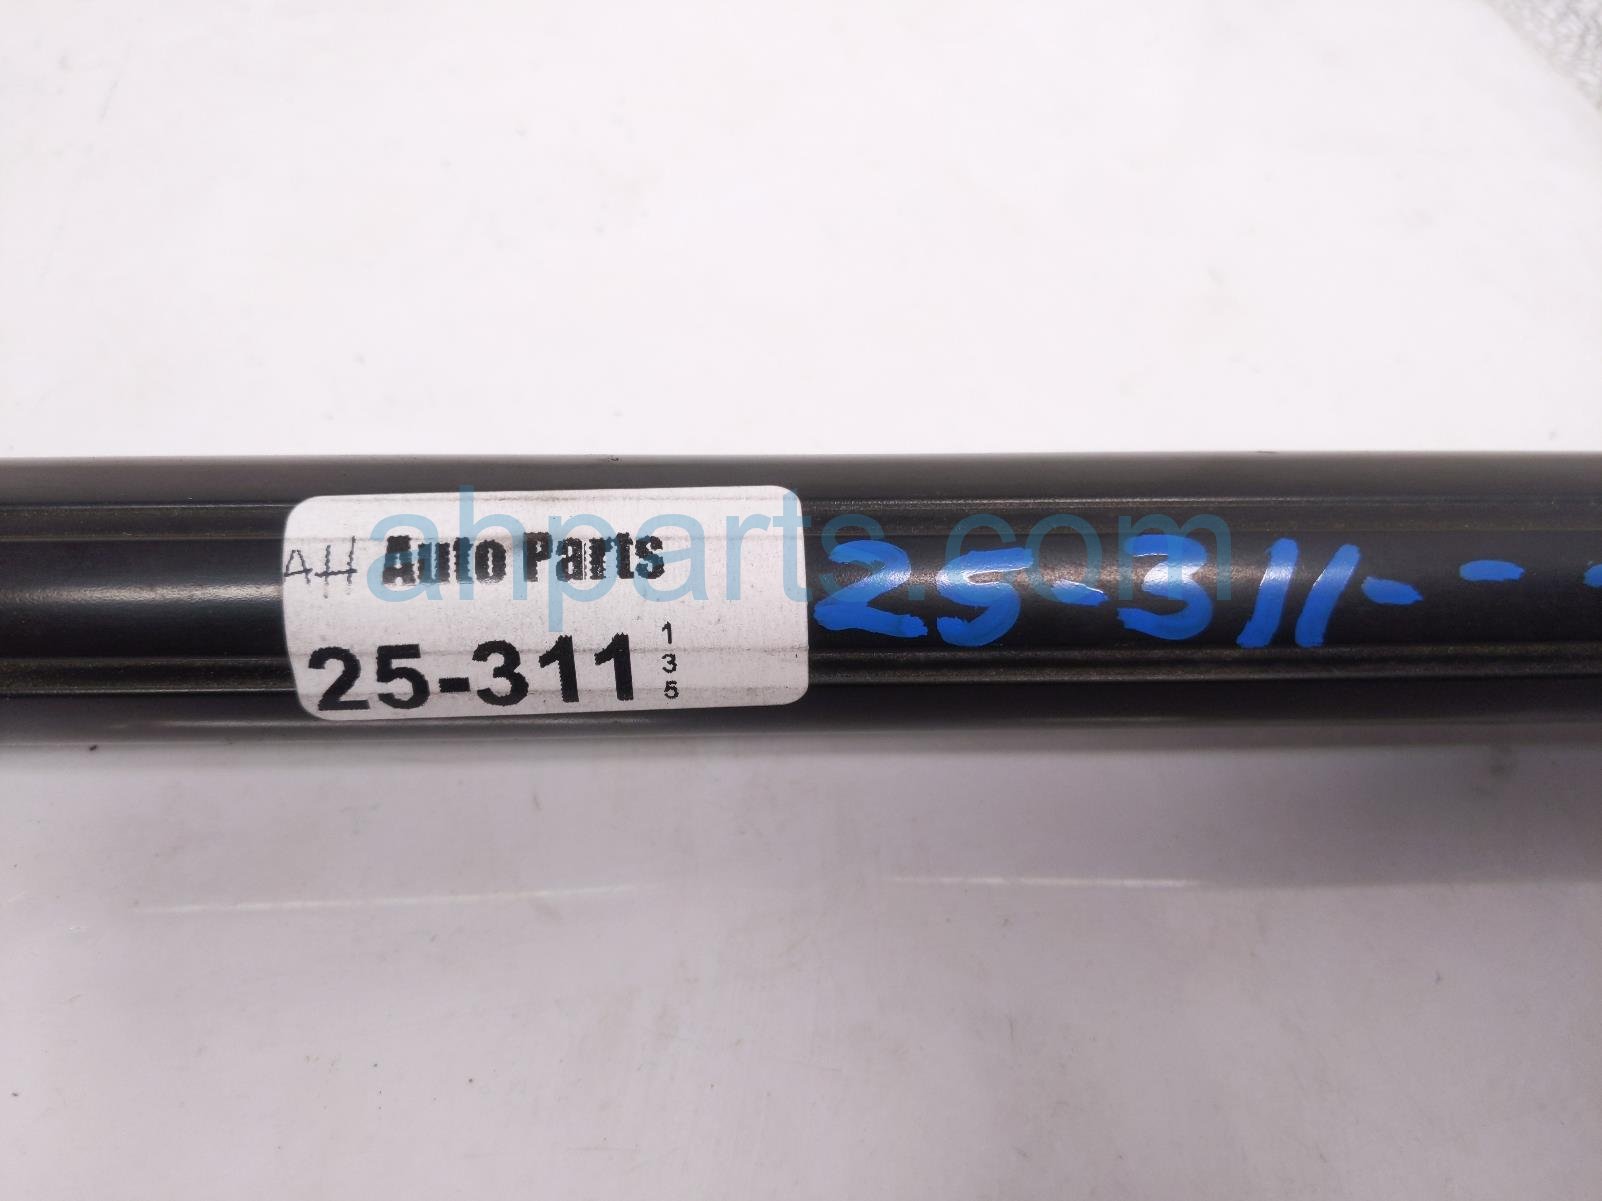 ahparts.com
AH Auto Parts
25-311
1
3
5
25-311---